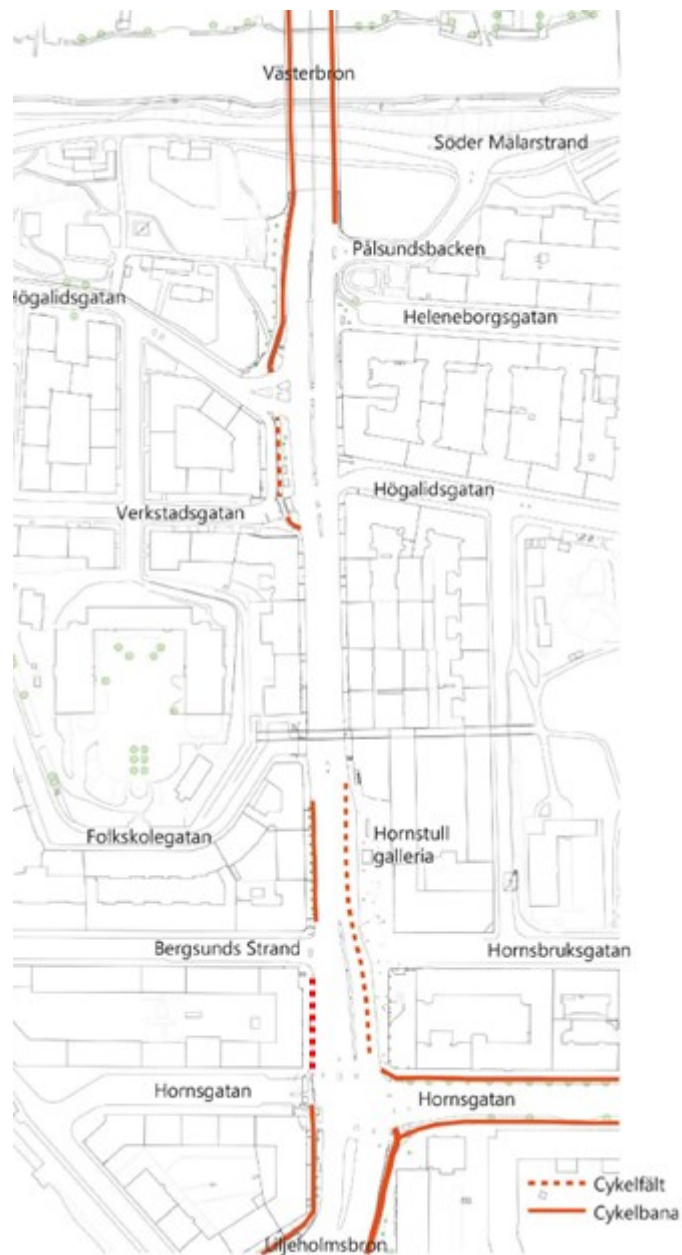 Västerbron
Söder Mälarstrand
Pålsundsbacken
Högalidsgatan
Heleneborgsgatan
Högalidsgatan
Verkstadsgatan
Folkskolegatan
Hornstull
galleria
Bergsunds Strand
Hornsbruksgatan
Hornsgatan
Hornsgatan
Cykelfält
Cykelbana
Liljeholmsbron